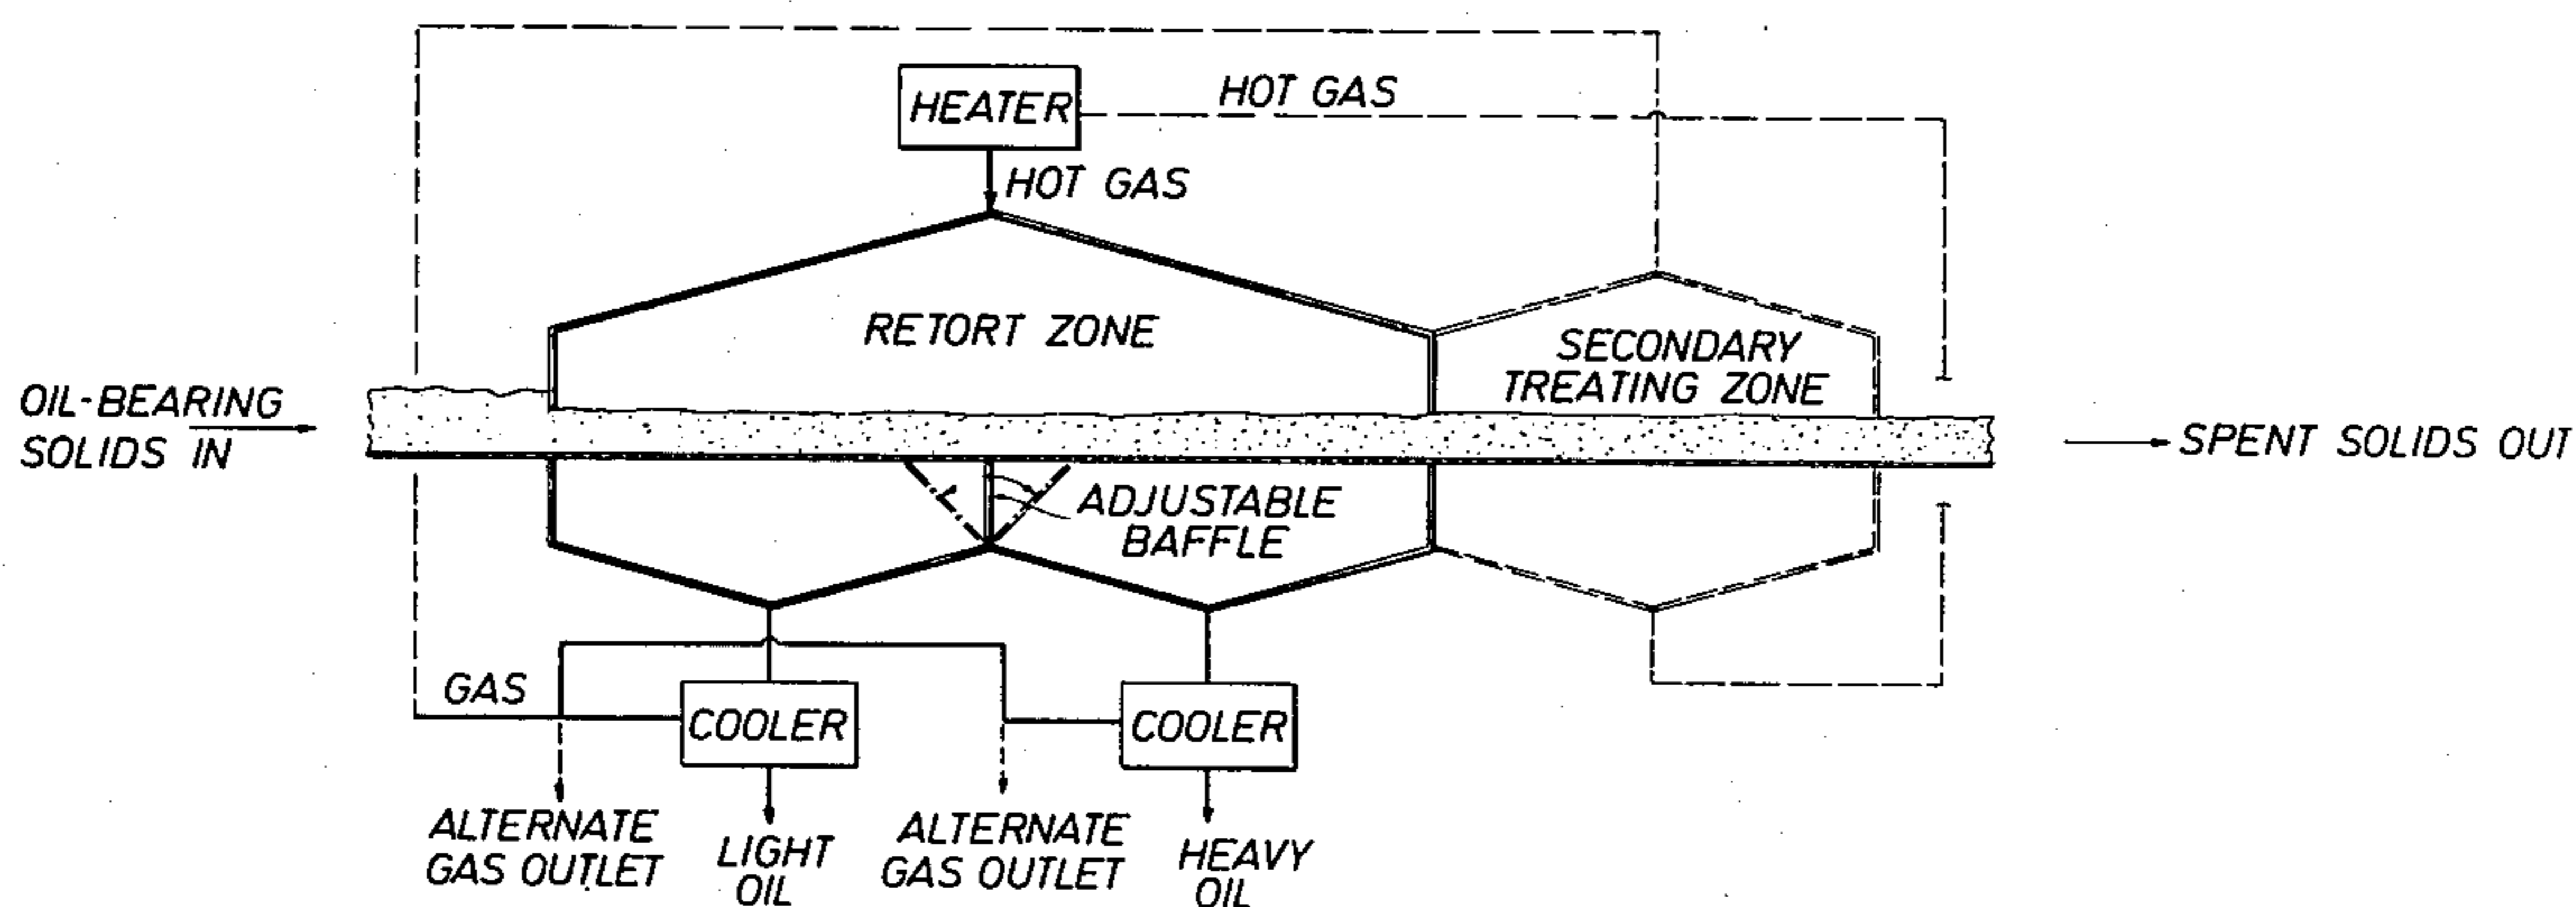 HEATER
HOT GAS
HOT GAS
RETORT ZONE
SECONDARY
TREATING ZONE
OIL-BEARING
SOLIDS IN
SPENT SOLIDS OUT
ADJUSTABLE
BAFFLE
GAS
COOLER
COOLER
ALTERNATE
GAS OUTLET
LIGHT
OIL
ALTERNATE
GAS OUTLET
HEAVY
OIL